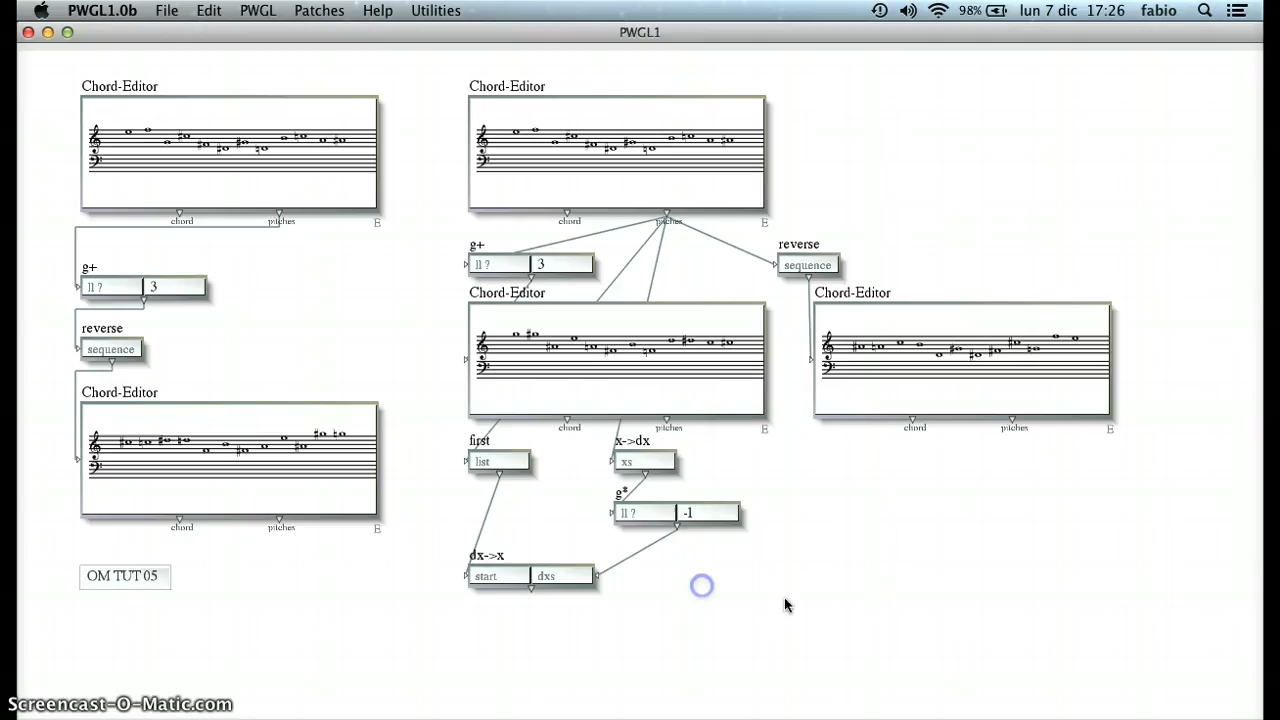 PWGL1.0b File Edit PWGL Patches Help Utilities 98% lun 7 dic 17:26 fabio
PWGL1
Chord-Editor
chord pitches E
g+
ll ? 3
reverse
sequence
Chord-Editor
chord pitches E
OM TUT 05
Chord-Editor
chord pitches E
g+
ll ? 3
reverse
sequence
Chord-Editor
chord pitches E
Chord-Editor
chord pitches E
first
list
x->dx
xs
g*
ll ? -1
dx->x
start dxs
Screencast-O-Matic.com